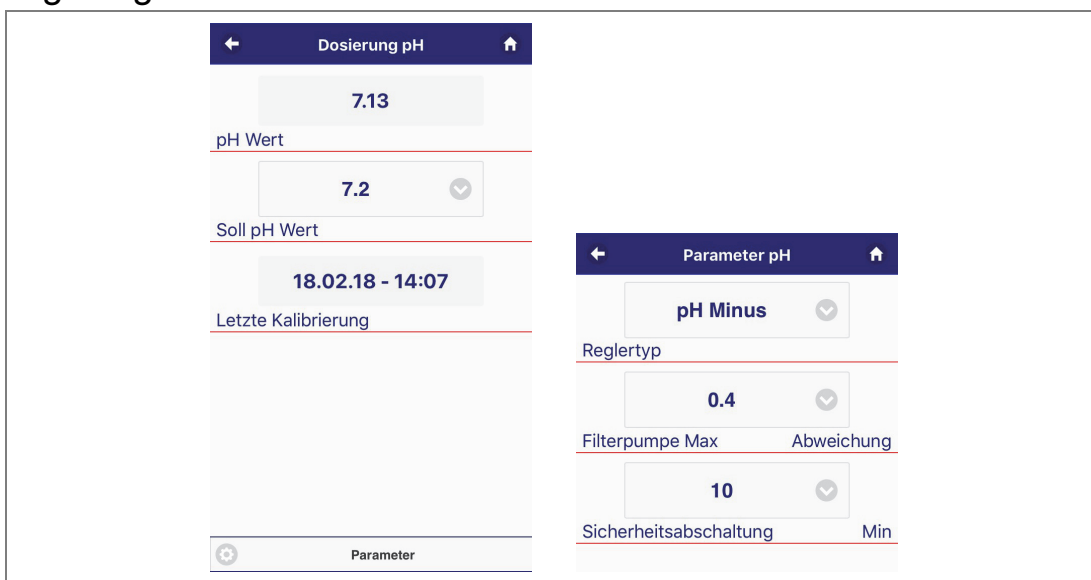 Dosierung pH
7.13
pH Wert
7.2
Soll pH Wert
18.02.18 - 14:07
Letzte Kalibrierung
Parameter
Parameter pH
pH Minus
Reglertyp
0.4
Filterpumpe Max Abweichung
10
Sicherheitsabschaltung Min